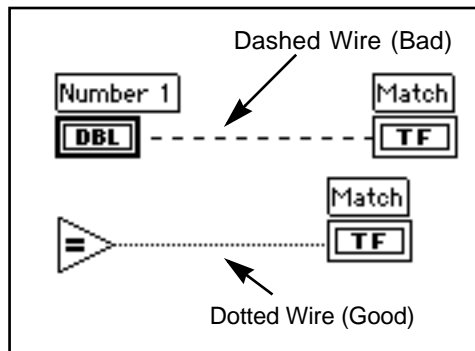 Dashed Wire (Bad)
Number 1
Match
DBL
TF
Match
=
TF
Dotted Wire (Good)